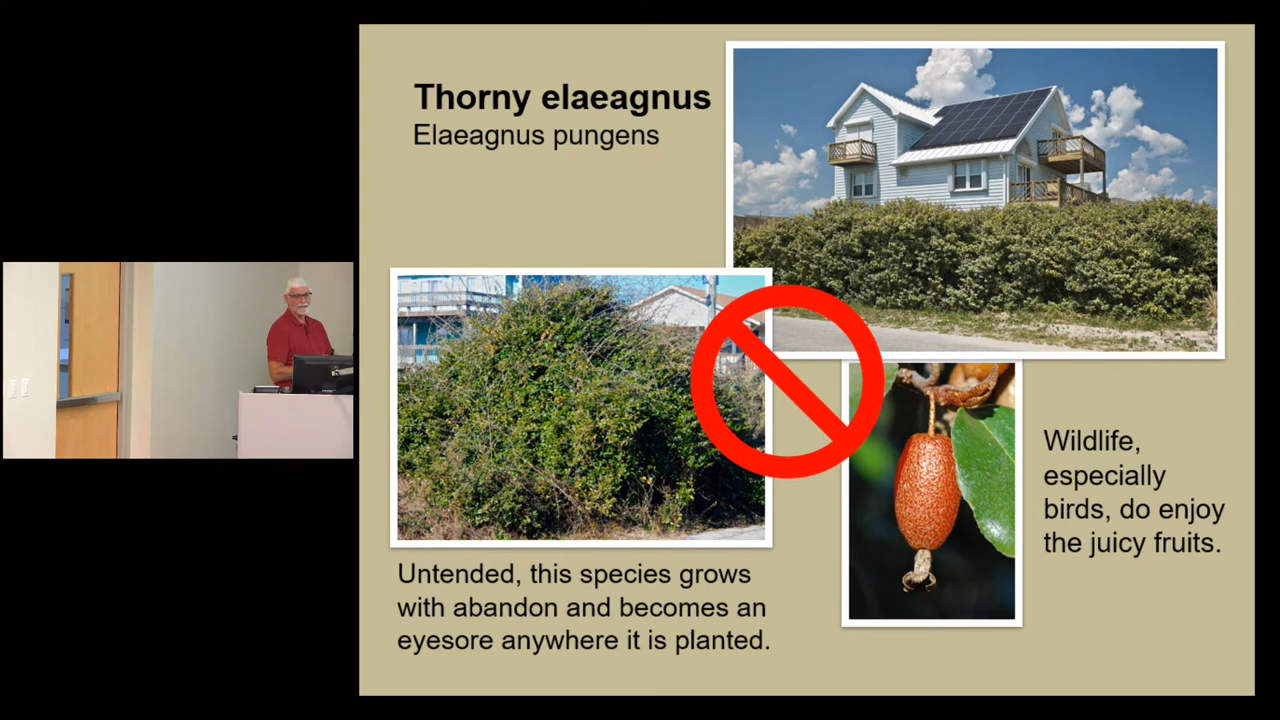 Thorny elaeagnus
Elaeagnus pungens
Wildlife,
especially
birds, do enjoy
the juicy fruits.
Untended, this species grows
with abandon and becomes an
eyesore anywhere it is planted.